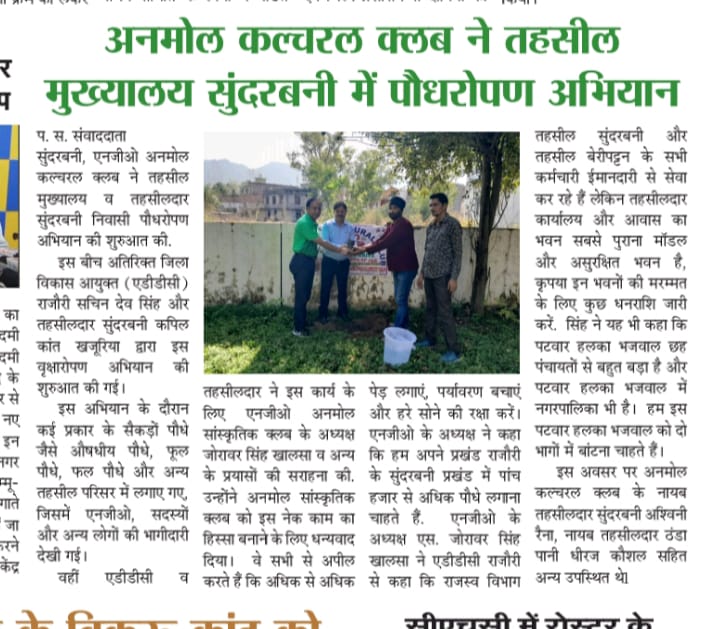 अनमोल कल्चरल क्लब ने तहसील
मुख्यालय सुंदरबनी में पौधरोपण अभियान
प. स. संवाददाता
सुंदरबनी, एनजीओ अनमोल
कल्चरल क्लब ने तहसील
मुख्यालय व तहसीलदार
सुंदरबनी निवासी पौधरोपण
अभियान की शुरुआत की.
इस बीच अतिरिक्त जिला
विकास आयुक्त (एडीडीसी)
राजौरी सचिन देव सिंह और
तहसीलदार सुंदरबनी कपिल
कांत खजूरिया द्वारा इस
वृक्षारोपण अभियान की
शुरुआत की गई।
इस अभियान के दौरान
कई प्रकार के सैकड़ों पौधे
जैसे औषधीय पौधे, फूल
पौधे, फल पौधे और अन्य
तहसील परिसर में लगाए गए,
जिसमें एनजीओ, सदस्यों
और अन्य लोगों की भागीदारी
देखी गई।
वहीं एडीडीसी व
तहसीलदार ने इस कार्य के
लिए एनजीओ अनमोल
सांस्कृतिक क्लब के अध्यक्ष
जोरावर सिंह खालसा व अन्य
के प्रयासों की सराहना की.
उन्होंने अनमोल सांस्कृतिक
क्लब को इस नेक काम का
हिस्सा बनाने के लिए धन्यवाद
दिया। वे सभी से अपील
करते हैं कि अधिक से अधिक
पेड़ लगाएं, पर्यावरण बचाएं
और हरे सोने की रक्षा करें।
एनजीओ के अध्यक्ष ने कहा
कि हम अपने प्रखंड राजौरी
के सुंदरबनी प्रखंड में पांच
हजार से अधिक पौधे लगाना
चाहते हैं. एनजीओ के
अध्यक्ष एस. जोरावर सिंह
खालसा ने एडीडीसी राजौरी
से कहा कि राजस्व विभाग
तहसील सुंदरबनी और
तहसील बेरीपट्टन के सभी
कर्मचारी ईमानदारी से सेवा
कर रहे हैं लेकिन तहसीलदार
कार्यालय और आवास का
भवन सबसे पुराना मॉडल
और असुरक्षित भवन है,
कृपया इन भवनों की मरम्मत
के लिए कुछ धनराशि जारी
करें. सिंह ने यह भी कहा कि
पटवार हलका भजवाल छह
पंचायतों से बहुत बड़ा है और
पटवार हलका भजवाल में
नगरपालिका भी है। हम इस
पटवार हलका भजवाल को दो
भागों में बांटना चाहते हैं।
इस अवसर पर अनमोल
कल्चरल क्लब के नायब
तहसीलदार सुंदरबनी अश्विनी
रैना, नायब तहसीलदार ठंडा
पानी धीरज कौशल सहित
अन्य उपस्थित थे।